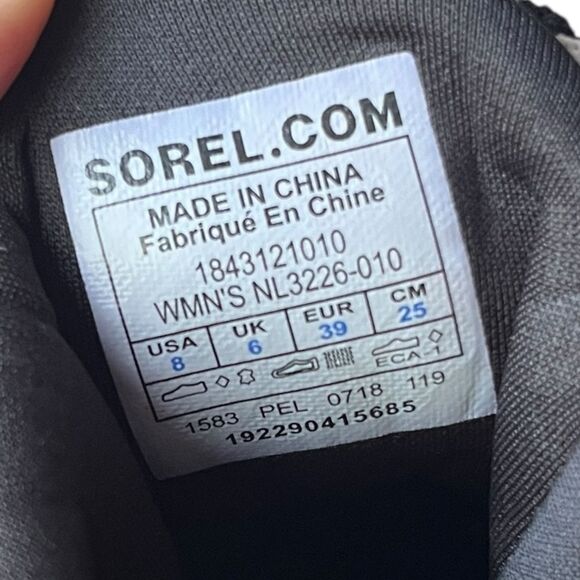 SOREL.COM
MADE IN CHINA
Fabriqué En Chine
1843121010
WMN'S NL3226-010
USA UK EUR CM
8 6 39 25
ECA-1
1583 PEL 0718 119
192290415685